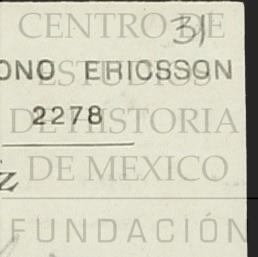 31
CENTRO DE
ONO ERICSSON
ESTUDIOS
2278
DE HISTORIA
DE MEXICO
FUNDACIÓN